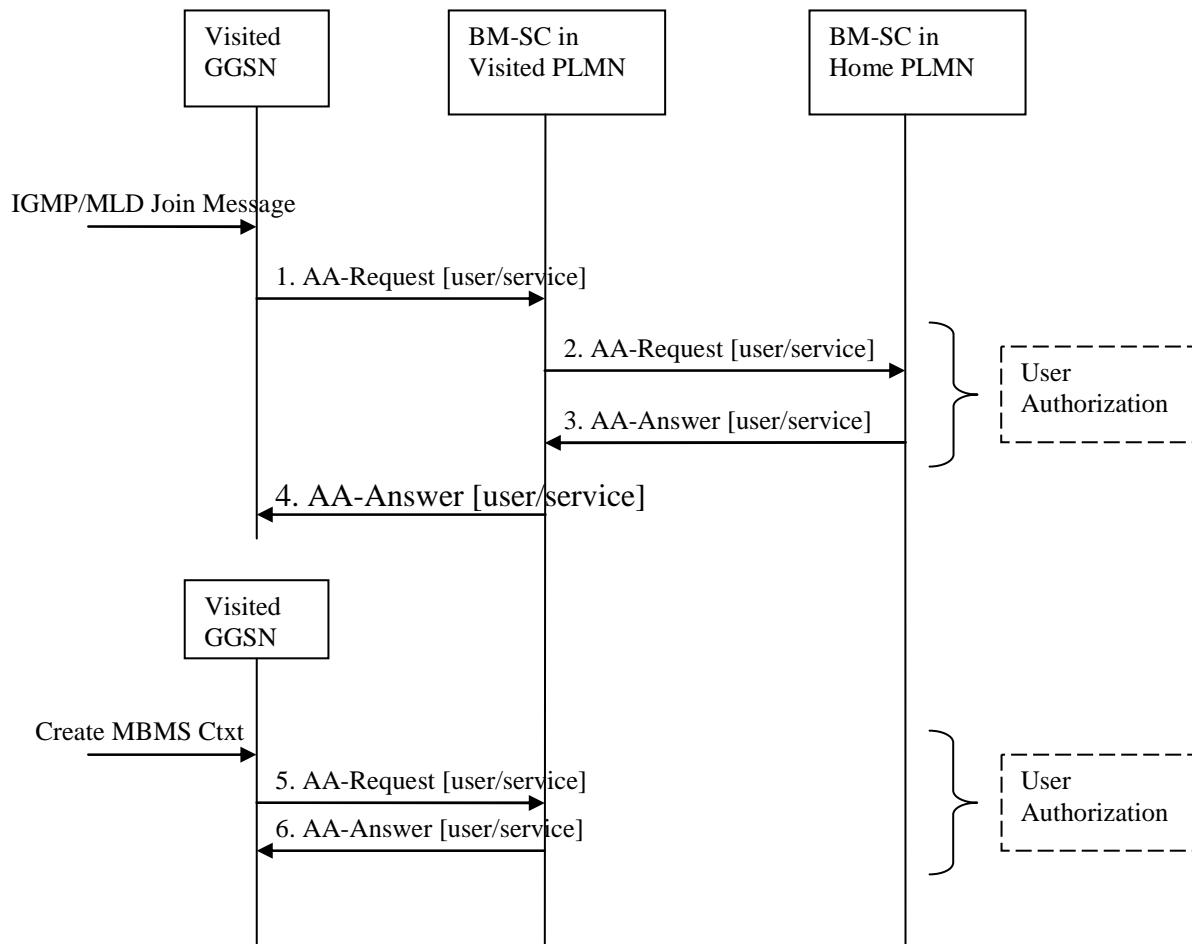 Visited
GGSN
BM-SC in
Visited PLMN
BM-SC in
Home PLMN
IGMP/MLD Join Message
1. AA-Request [user/service]
2. AA-Request [user/service]
User
Authorization
3. AA-Answer [user/service]
4. AA-Answer [user/service]
Visited
GGSN
Create MBMS Ctxt
5. AA-Request [user/service]
User
Authorization
6. AA-Answer [user/service]